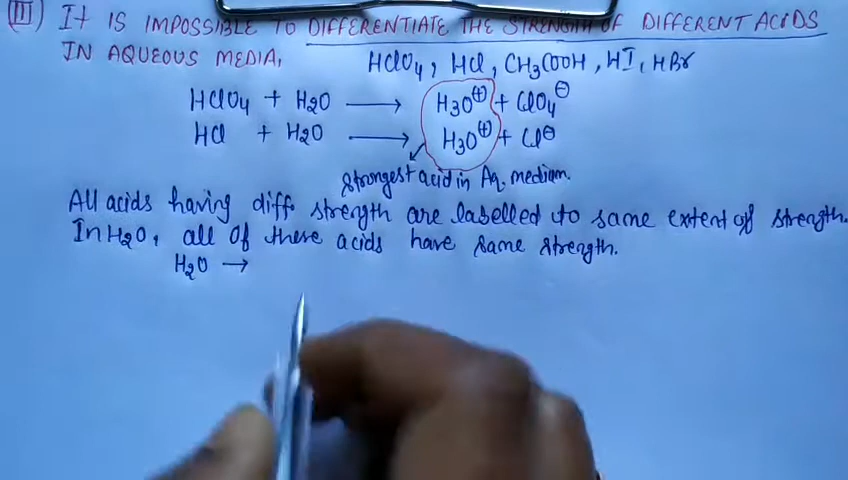 III) It IS IMPOSSIBLE TO DIFFERENTIATE THE STRENGTH OF DIFFERENT ACIDS
IN AQUEOUS MEDIA,
HClO4, HCl, CH3COOH, HI, HBr
HClO4 + H2O → H3O⊕ + ClO4⊖
HCl + H2O → H3O⊕ + Cl⊖
Strongest acid in Aq. medium.
All acids having diff. strength are labelled to same extent of strength.
In H2O, all of these acids have same strength.
H2O →